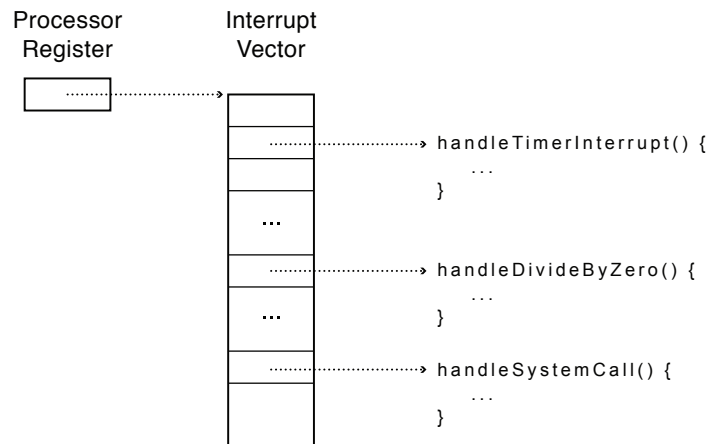 Processor
Register
Interrupt
Vector
handleTimerInterrupt() {
...
}
...
handleDivideByZero() {
...
}
...
handleSystemCall() {
...
}